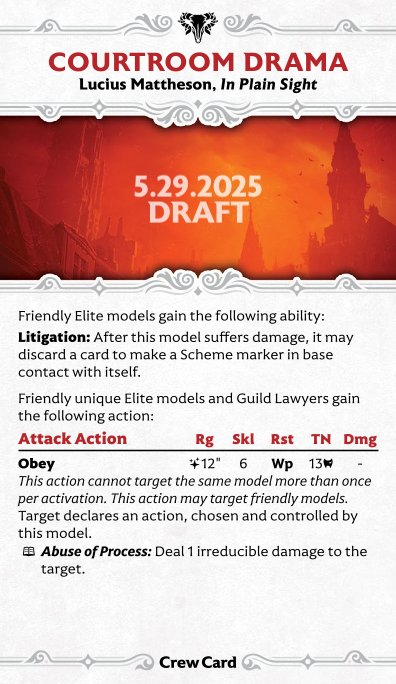 COURTROOM DRAMA
Lucius Mattheson, In Plain Sight
5.29.2025
DRAFT
Friendly Elite models gain the following ability:
Litigation: After this model suffers damage, it may
discard a card to make a Scheme marker in base
contact with itself.
Friendly unique Elite models and Guild Lawyers gain
the following action:
Attack Action Rg Skl Rst TN Dmg
Obey 12" 6 Wp 13 -
This action cannot target the same model more than once
per activation. This action may target friendly models.
Target declares an action, chosen and controlled by
this model.
Abuse of Process: Deal 1 irreducible damage to the
target.
Crew Card